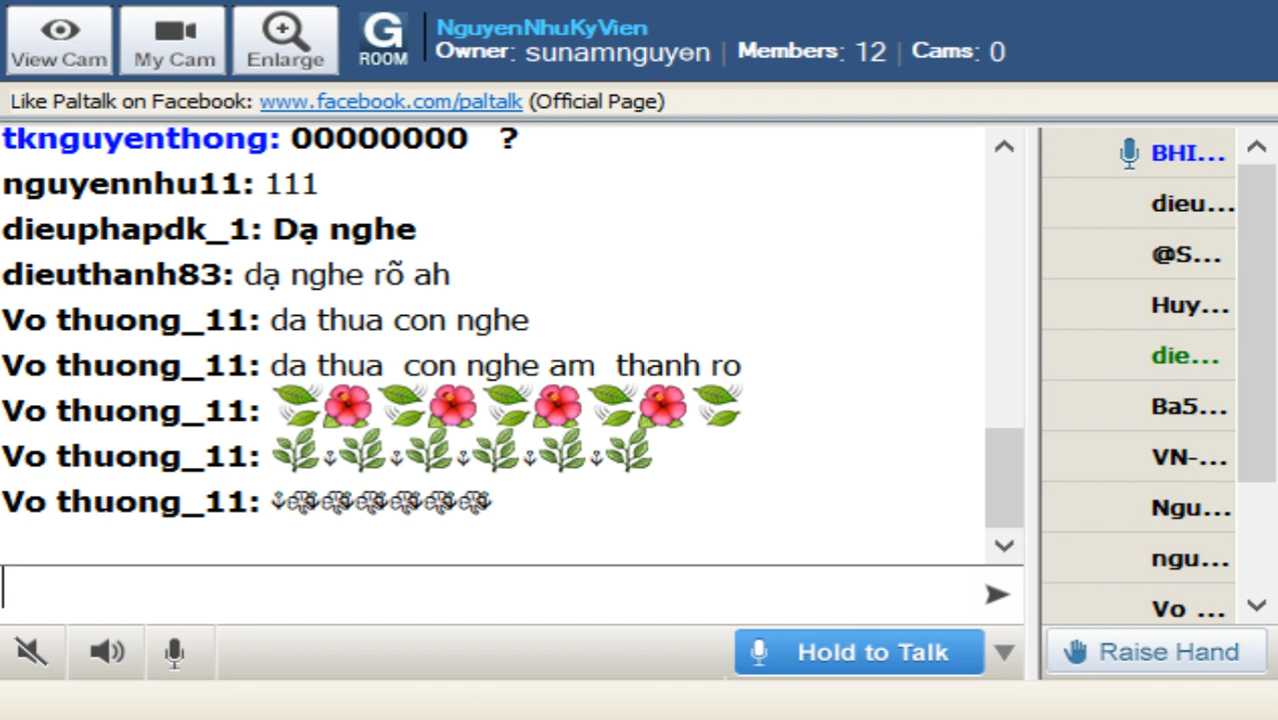 View Cam
My Cam
Enlarge
G
ROOM
NguyenNhuKyVien
Owner: sunamnguyen | Members: 12 | Cams: 0
Like Paltalk on Facebook: www.facebook.com/paltalk (Official Page)
tknguyenthong: 00000000 ?
nguyennhu11: 111
dieuphapdk_1: Dạ nghe
dieuthanh83: dạ nghe rõ ah
Vo thuong_11: da thua con nghe
Vo thuong_11: da thua con nghe am thanh ro
Vo thuong_11:
Vo thuong_11:
Vo thuong_11:
BHI...
dieu...
@S...
Huy...
die...
Ba5...
VN-...
Ngu...
ngu...
Vo ...
Hold to Talk
Raise Hand